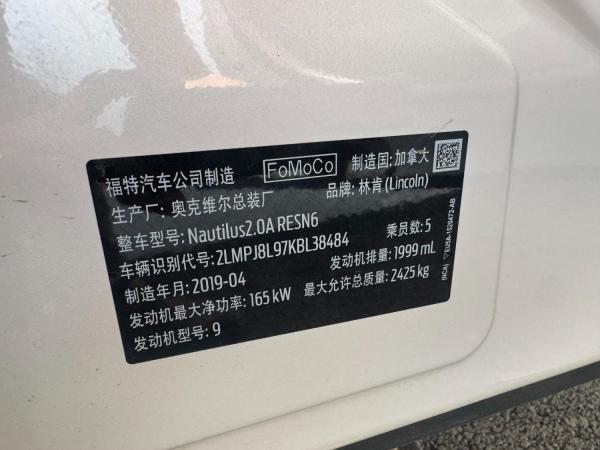 福特汽车公司制造 FoMoCo 制造国:加拿大
生产厂:奥克维尔总装厂 品牌:林肯(Lincoln)
整车型号:Nautilus2.0A RESN6 乘员数:5
车辆识别代号:2LMPJ8L97KBL38484 发动机排量:1999 mL
制造年月:2019-04 最大允许总质量:2425 kg
发动机最大净功率:165 kW
发动机型号:9
(NCA) ▽EU5A-1520472-AB